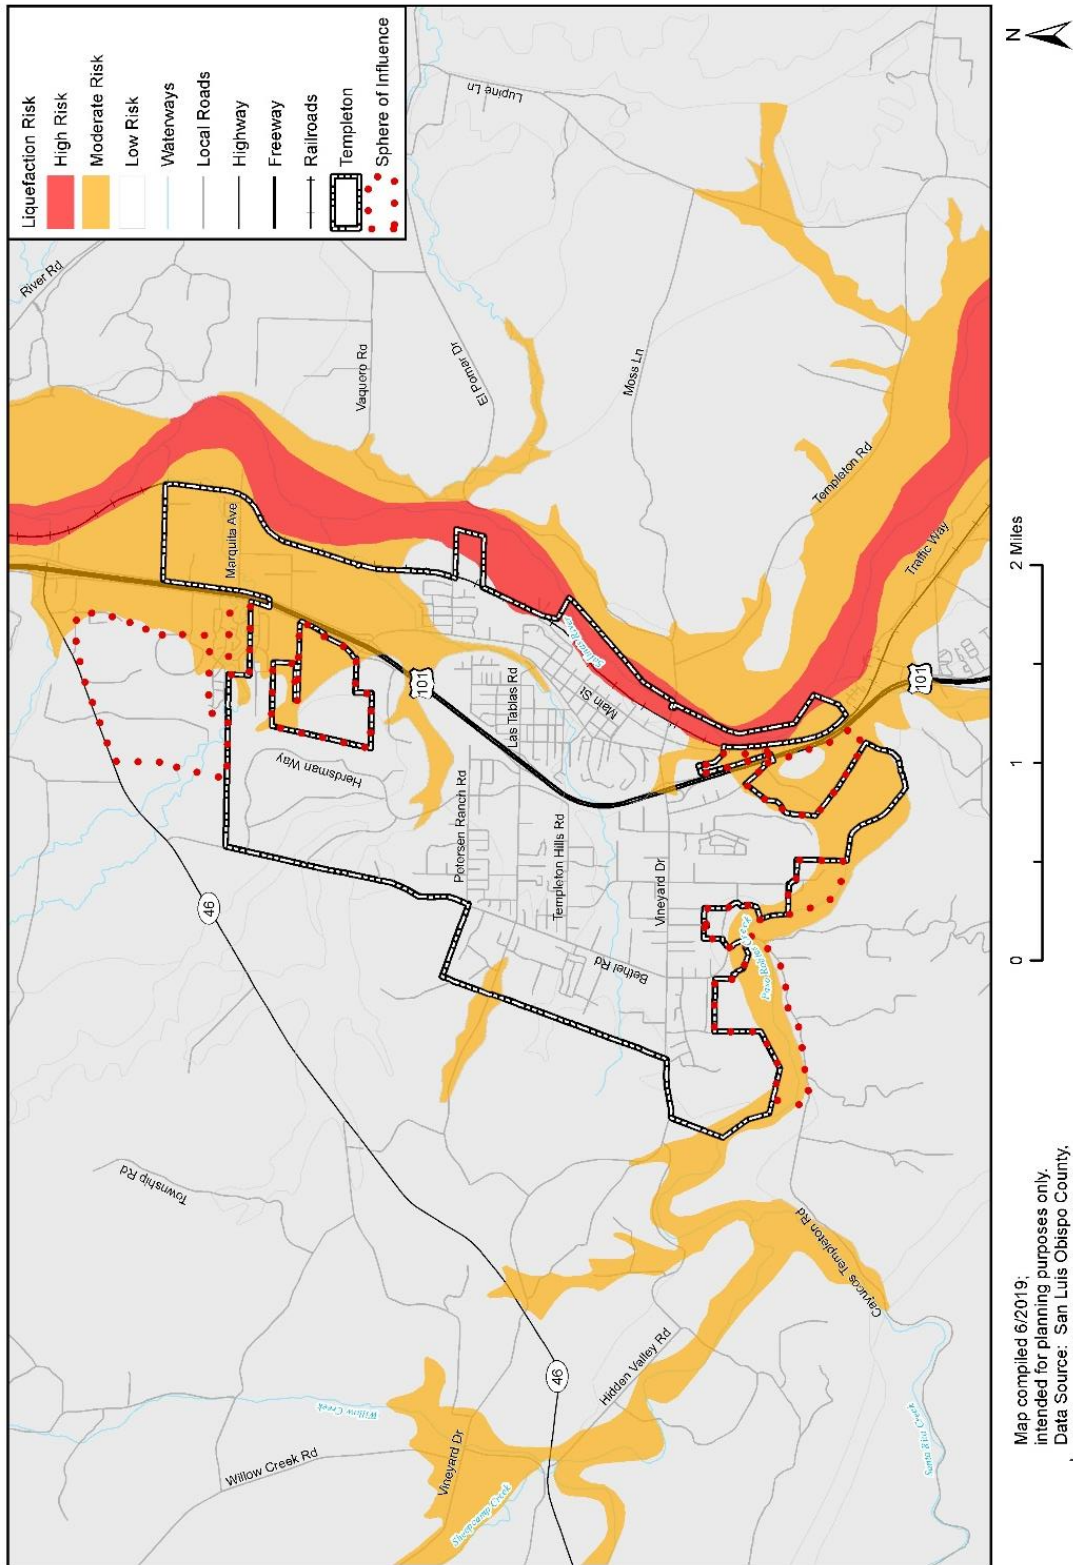 Liquefaction Risk
High Risk
Moderate Risk
Low Risk
Waterways
Local Roads
Highway
Freeway
Railroads
Templeton
Sphere of Influence
N
River Rd
Lupine Ln
Vaquero Rd
El Pomar Dr
Moss Ln
Templeton Rd
Traffic Way
Marquita Ave
Salinas River
Main St
Las Tablas Rd
101
101
Herdsman Way
Petersen Ranch Rd
Templeton Hills Rd
Vineyard Dr
Bethel Rd
Paso Robles Creek
46
Township Rd
46
Hidden Valley Rd
Cayucos Templeton Rd
Willow Creek
Willow Creek Rd
Vineyard Dr
Sheepcamp Creek
Santa Rita Creek
0
1
2 Miles
Map compiled 6/2019;
intended for planning purposes only.
Data Source: San Luis Obispo County,